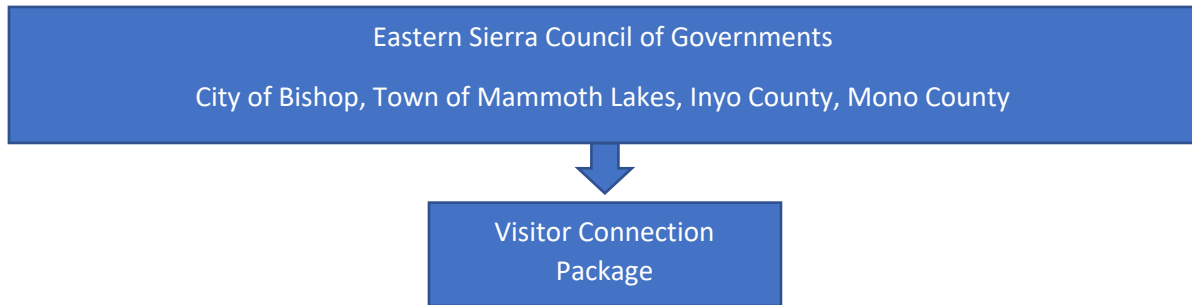 Eastern Sierra Council of Governments
City of Bishop, Town of Mammoth Lakes, Inyo County, Mono County
Visitor Connection
Package